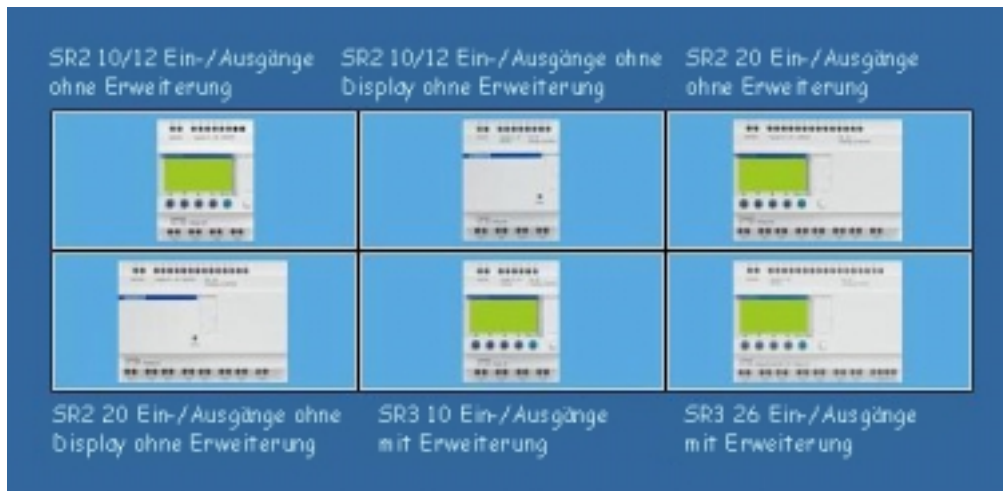 SR2 10/12 Ein-/Ausgänge
ohne Erweiterung
SR2 10/12 Ein-/Ausgänge ohne
Display ohne Erweiterung
SR2 20 Ein-/Ausgänge
ohne Erweiterung
SR2 20 Ein-/Ausgänge ohne
Display ohne Erweiterung
SR3 10 Ein-/Ausgänge
mit Erweiterung
SR3 26 Ein-/Ausgänge
mit Erweiterung